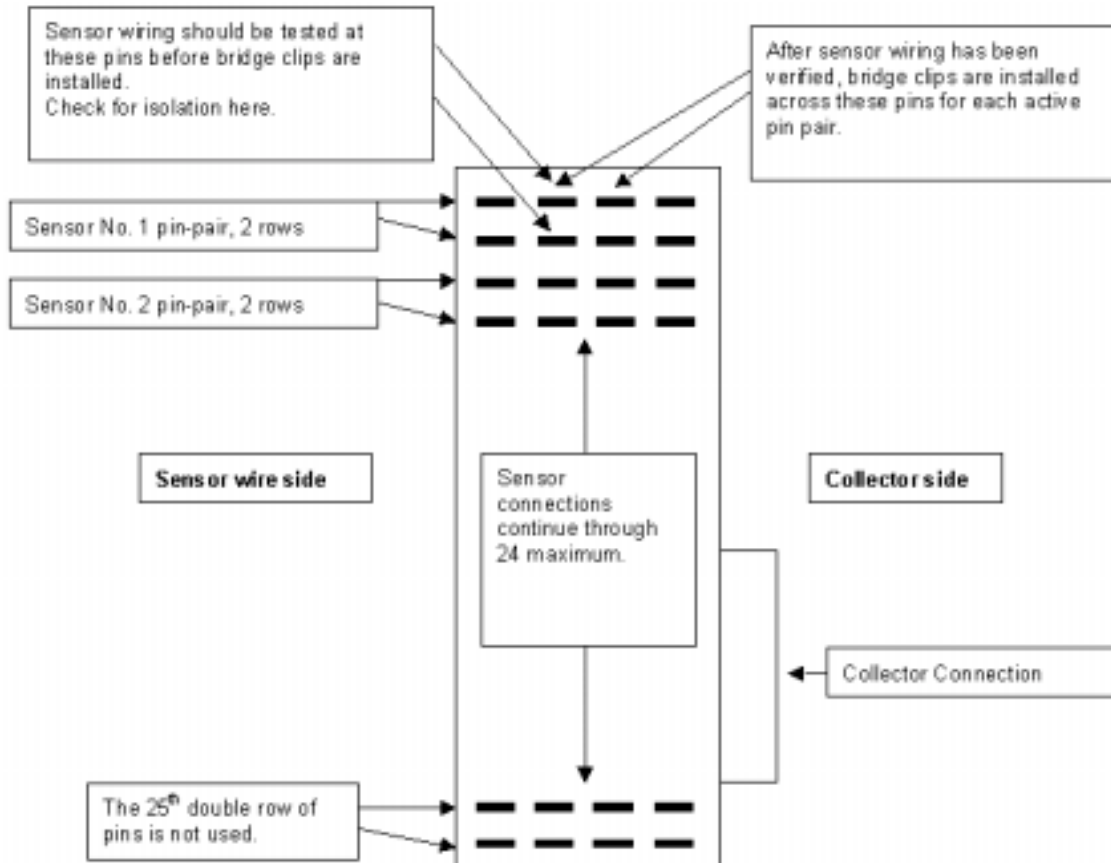 Sensor wiring should be tested at
these pins before bridge clips are
installed.
Check for isolation here.
After sensor wiring has been
verified, bridge clips are installed
across these pins for each active
pin pair.
Sensor No. 1 pin-pair, 2 rows
Sensor No. 2 pin-pair, 2 rows
Sensor wire side
Sensor
connections
continue through
24 maximum.
Collector side
Collector Connection
The 25th double row of
pins is not used.